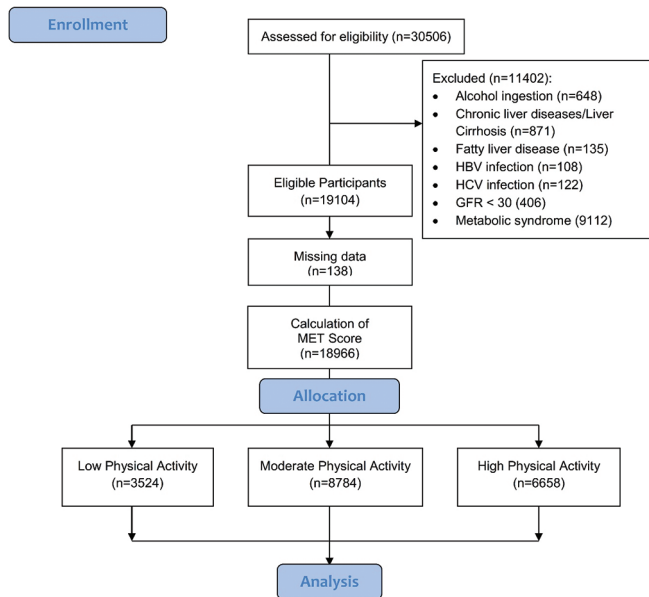 Enrollment
Assessed for eligibility (n=30506)
Excluded (n=11402):
• Alcohol ingestion (n=648)
• Chronic liver diseases/Liver
Cirrhosis (n=871)
• Fatty liver disease (n=135)
• HBV infection (n=108)
• HCV infection (n=122)
• GFR < 30 (406)
• Metabolic syndrome (9112)
Eligible Participants
(n=19104)
Missing data
(n=138)
Calculation of
MET Score
(n=18966)
Allocation
Low Physical Activity
(n=3524)
Moderate Physical Activity
(n=8784)
High Physical Activity
(n=6658)
Analysis